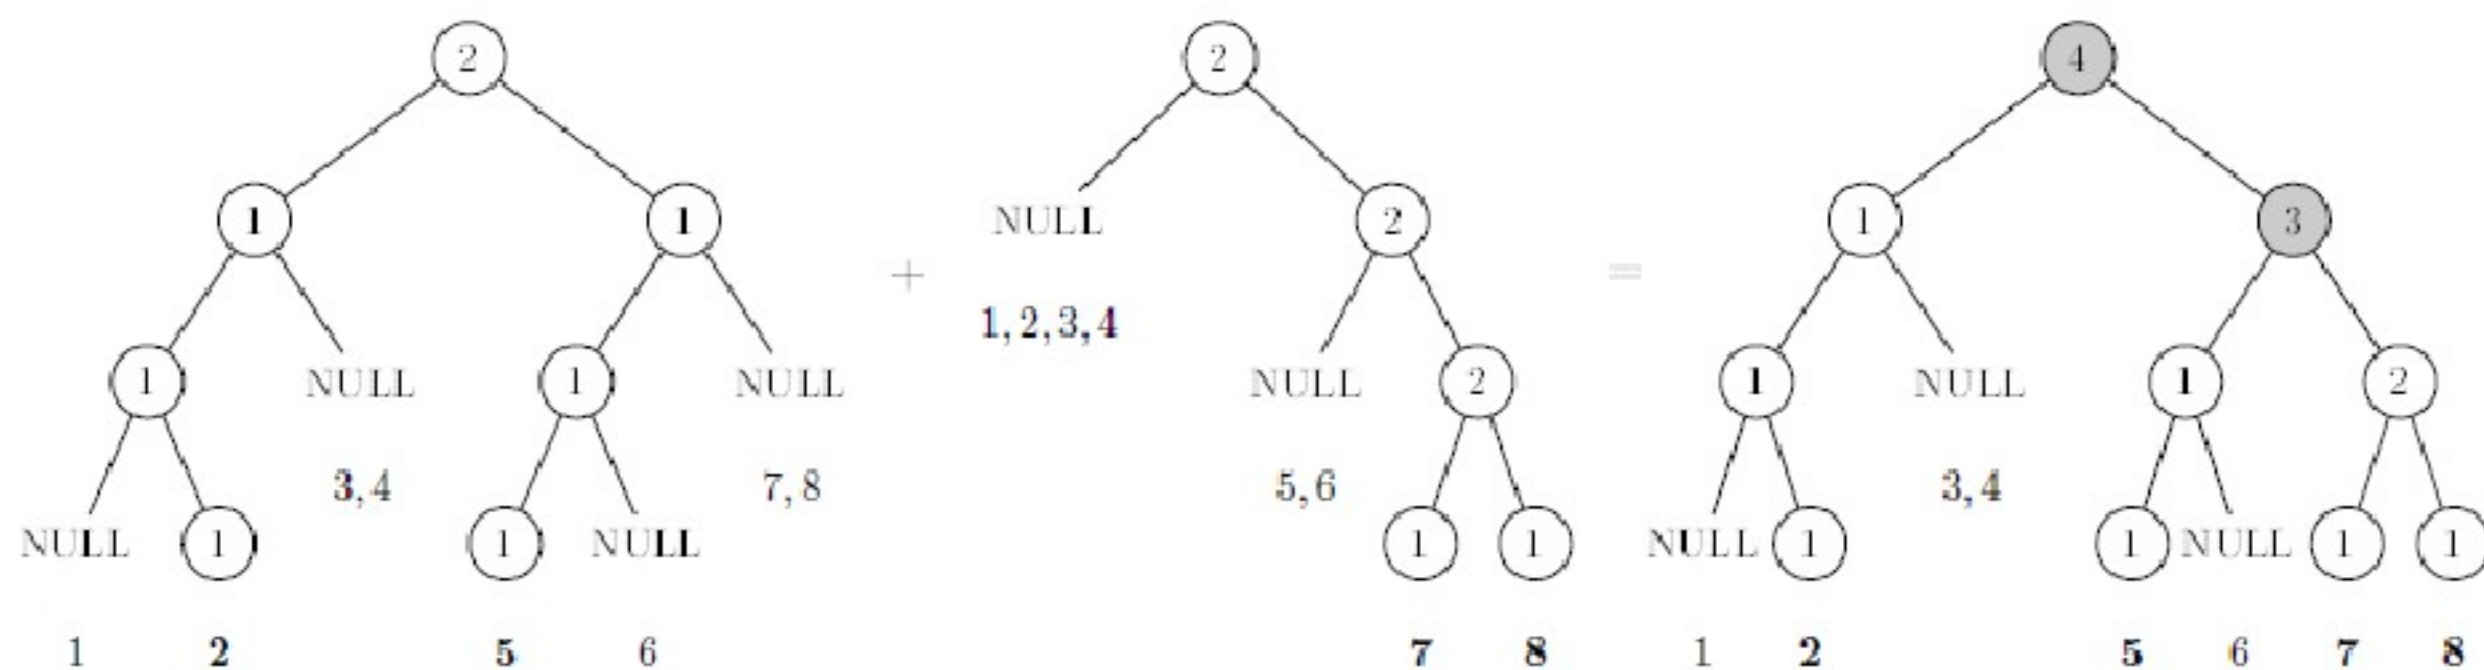 2 2 4
1 1 NULL 2 1 3
+ =
1, 2, 3, 4
1 NULL 1 NULL NULL 2 1 NULL 1 2
3, 4 7, 8 5, 6 3, 4
NULL 1 1 NULL 1 1 NULL 1 1 NULL 1 1
1 2 5 6 7 8 1 2 5 6 7 8